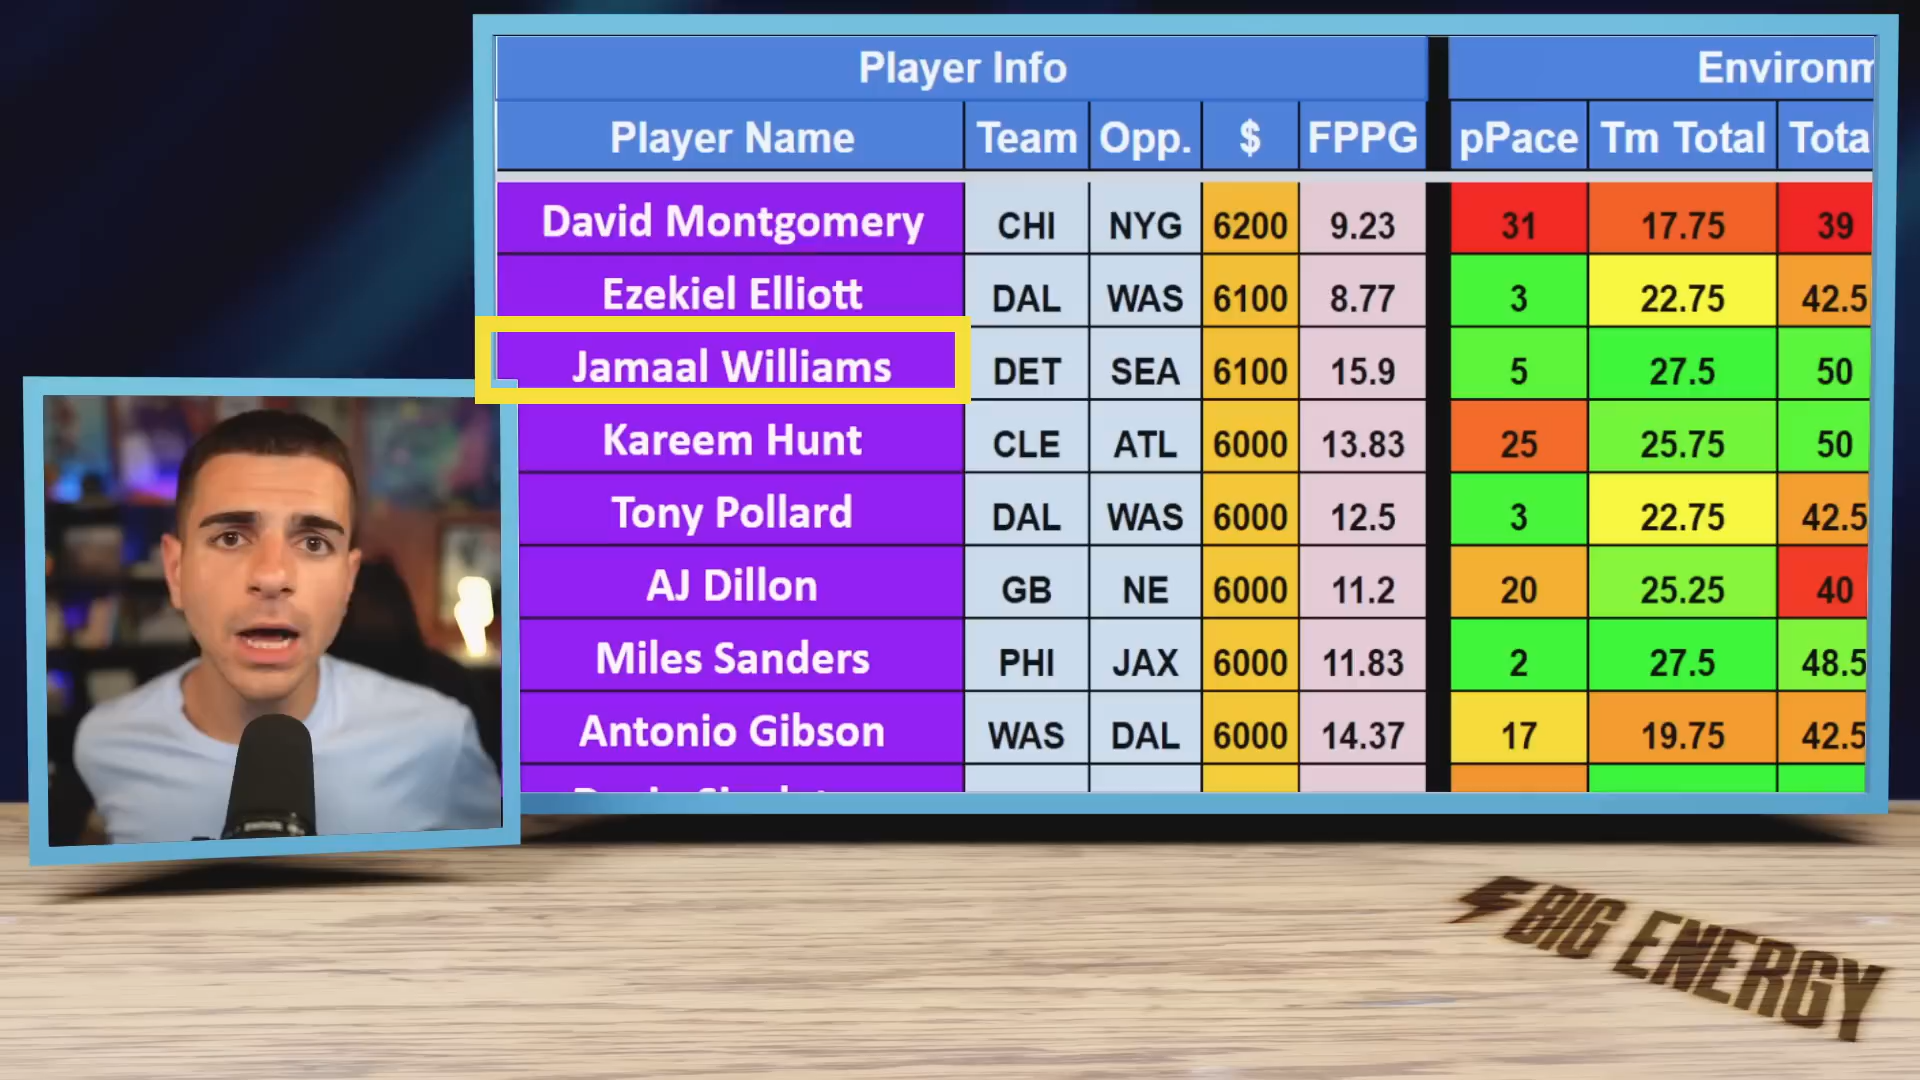 Player Info Environm
Player Name Team Opp. $ FPPG pPace Tm Total Tota
David Montgomery CHI NYG 6200 9.23 31 17.75 39
Ezekiel Elliott DAL WAS 6100 8.77 3 22.75 42.5
Jamaal Williams DET SEA 6100 15.9 5 27.5 50
Kareem Hunt CLE ATL 6000 13.83 25 25.75 50
Tony Pollard DAL WAS 6000 12.5 3 22.75 42.5
AJ Dillon GB NE 6000 11.2 20 25.25 40
Miles Sanders PHI JAX 6000 11.83 2 27.5 48.5
Antonio Gibson WAS DAL 6000 14.37 17 19.75 42.5
BIG ENERGY